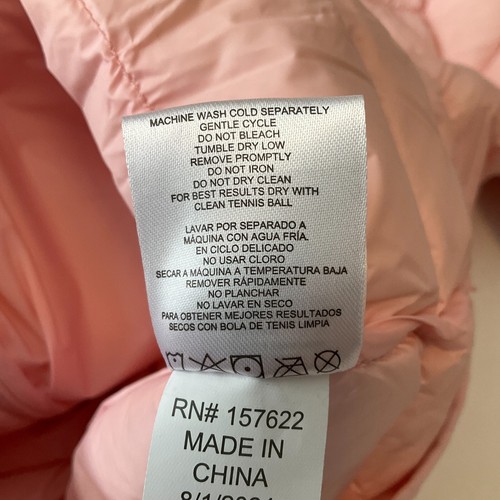 MACHINE WASH COLD SEPARATELY
GENTLE CYCLE
DO NOT BLEACH
TUMBLE DRY LOW
REMOVE PROMPTLY
DO NOT IRON
DO NOT DRY CLEAN
FOR BEST RESULTS DRY WITH
CLEAN TENNIS BALL
LAVAR POR SEPARADO A
MÁQUINA CON AGUA FRÍA.
EN CICLO DELICADO
NO USAR CLORO
SECAR A MÁQUINA A TEMPERATURA BAJA
REMOVER RÁPIDAMENTE
NO PLANCHAR
NO LAVAR EN SECO
PARA OBTENER MEJORES RESULTADOS
SECOS CON BOLA DE TENIS LIMPIA
RN# 157622
MADE IN
CHINA